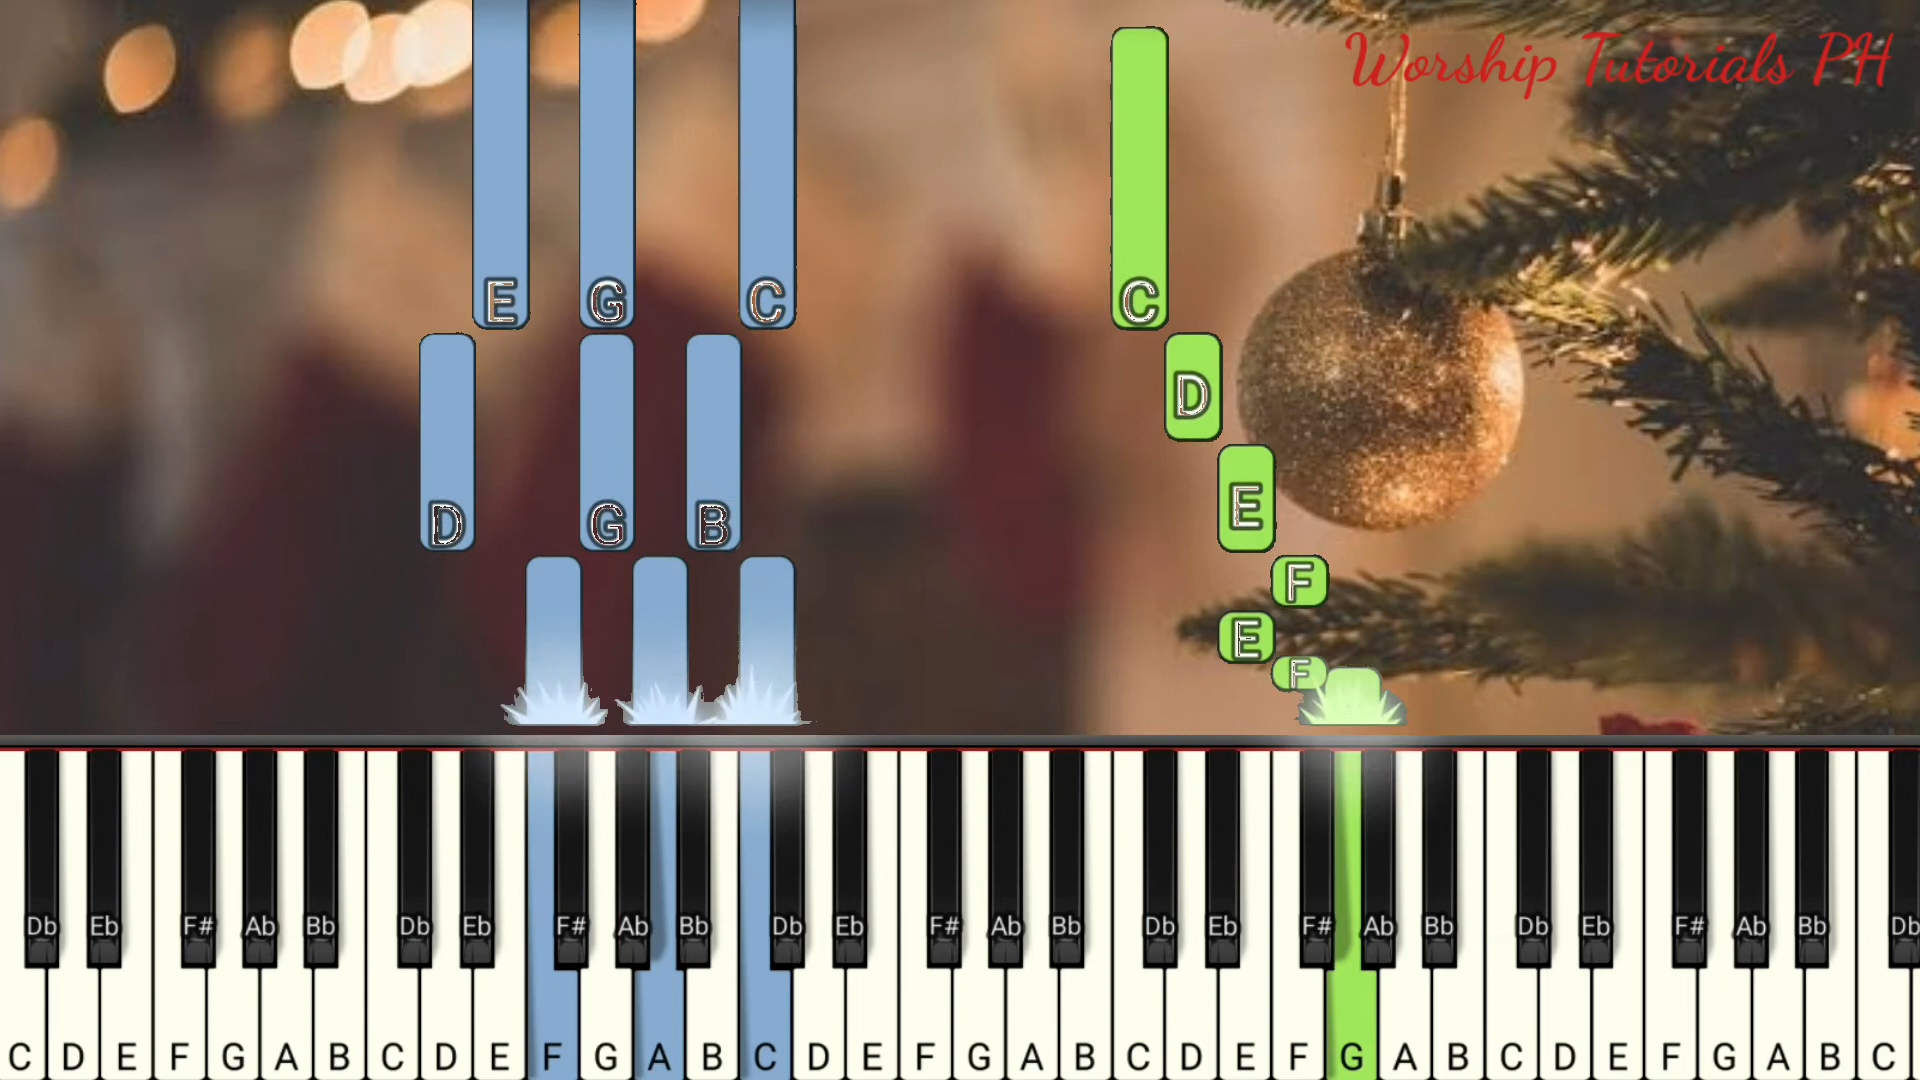 Worship Tutorials PH
E G C C
D
D G B E
F
E
F
Db Eb F# Ab Bb Db Eb F# Ab Bb Db Eb F# Ab Bb Db Eb F# Ab Bb Db Eb F# Ab Bb Db
C D E F G A B C D E F G A B C D E F G A B C D E F G A B C D E F G A B C